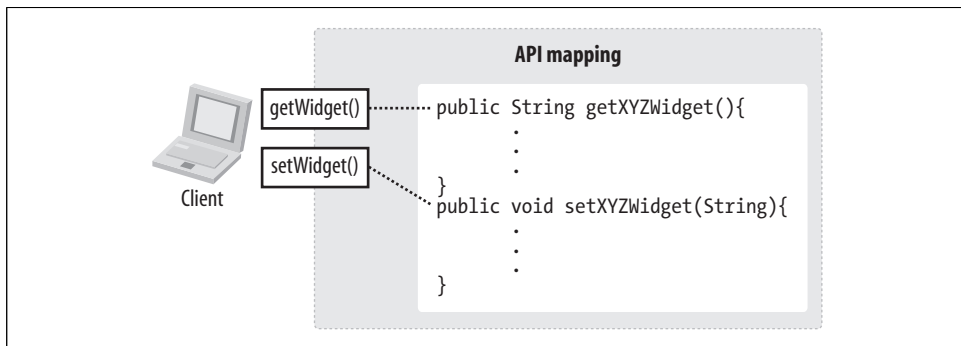 API mapping
getWidget()
setWidget()
Client
public String getXYZWidget(){
.
.
.
}
public void setXYZWidget(String){
.
.
.
}